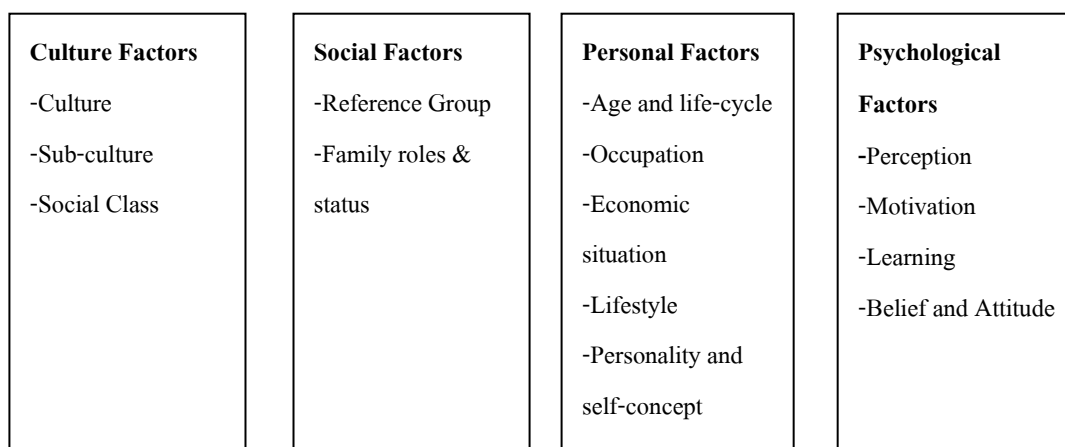 Culture Factors
-Culture
-Sub-culture
-Social Class
Social Factors
-Reference Group
-Family roles &
status
Personal Factors
-Age and life-cycle
-Occupation
-Economic
situation
-Lifestyle
-Personality and
self-concept
Psychological
Factors
-Perception
-Motivation
-Learning
-Belief and Attitude